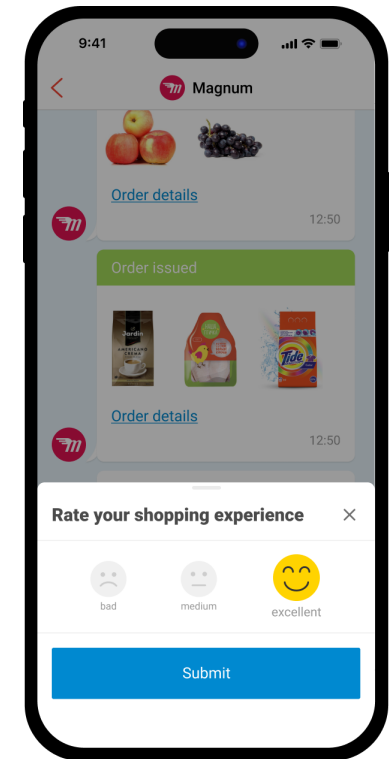 9:41
m Magnum
Order details
12:50
Order issued
Jardin
AMERICANO
CREMA
Tide
m
Order details
12:50
m
Rate your shopping experience
bad
medium
excellent
Submit